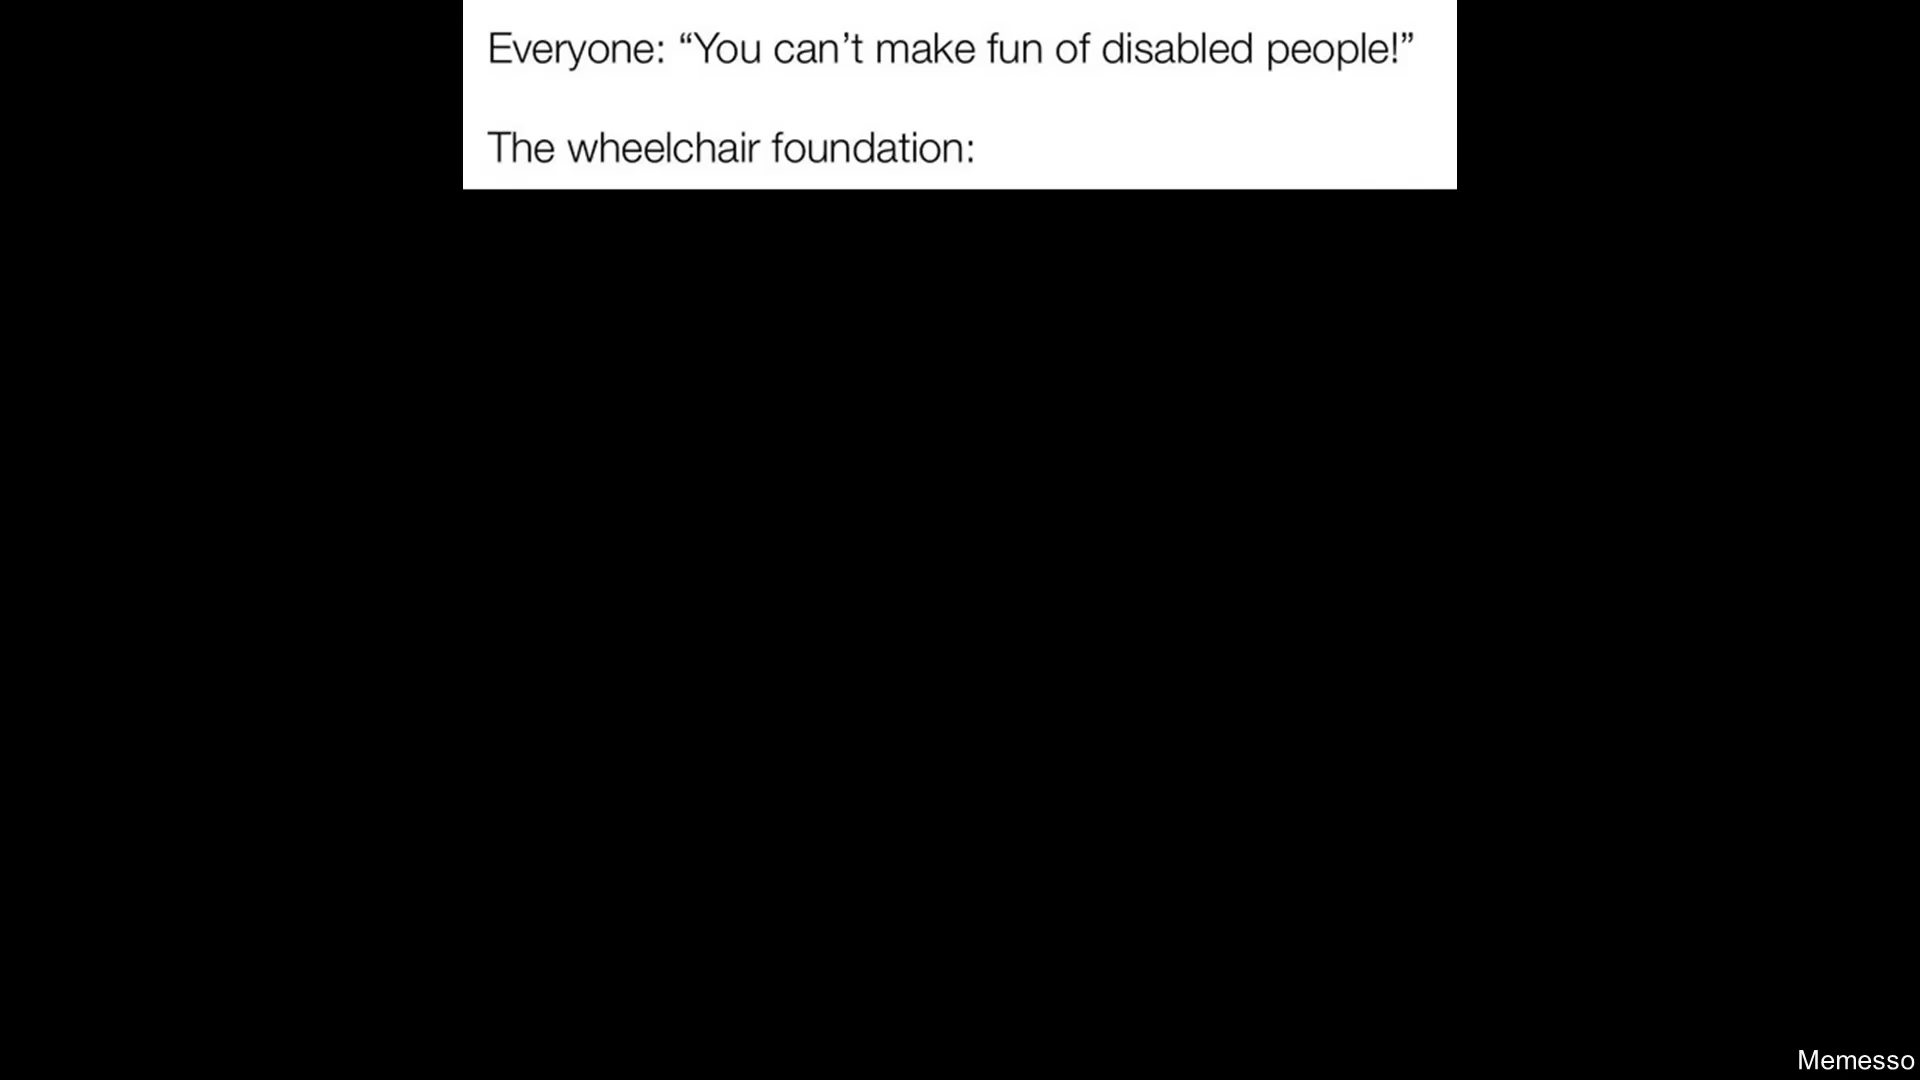 Everyone: “You can’t make fun of disabled people!”
The wheelchair foundation:
Memesso